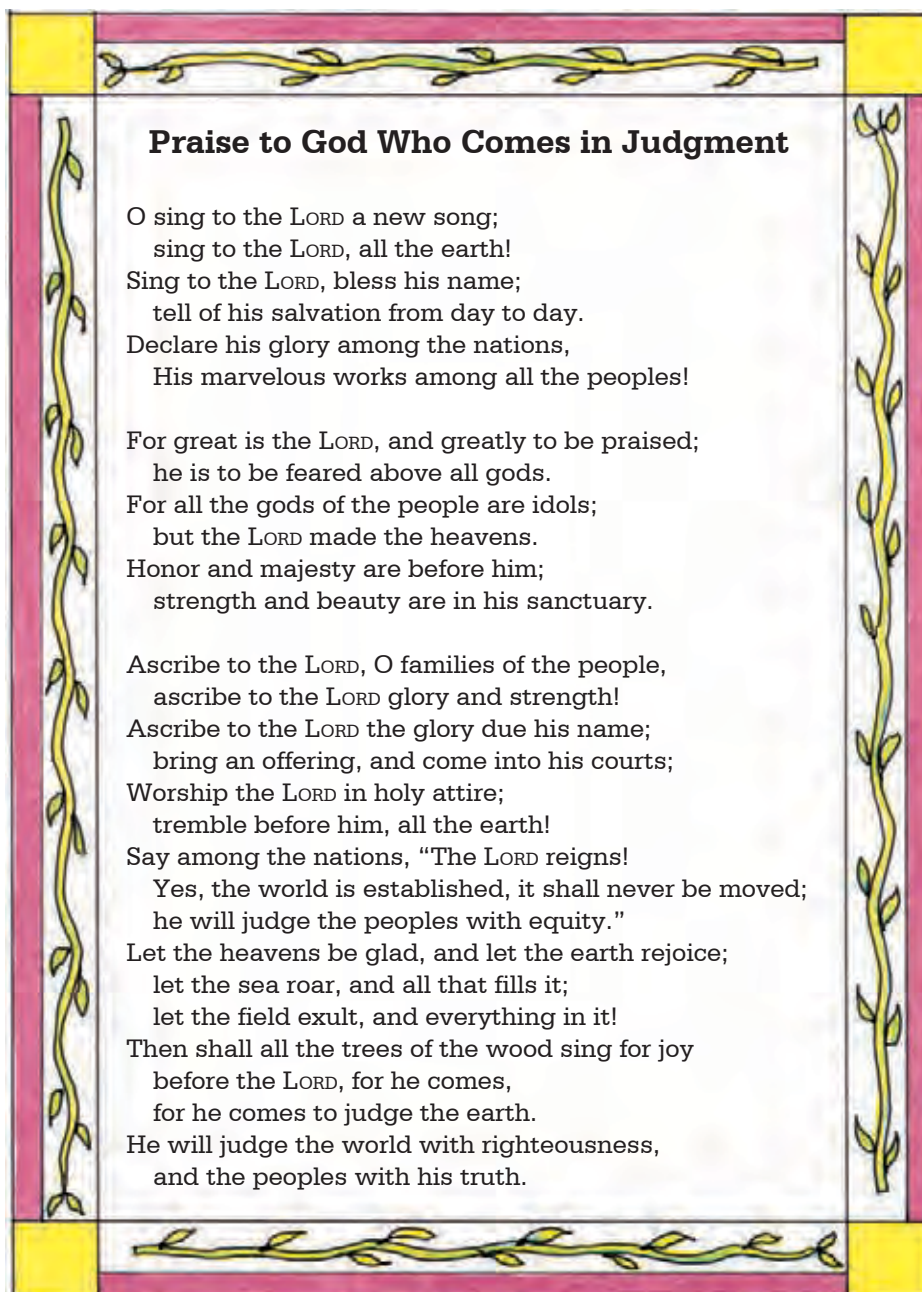 Praise to God Who Comes in Judgment
O sing to the LORD a new song;
sing to the LORD, all the earth!
Sing to the LORD, bless his name;
tell of his salvation from day to day.
Declare his glory among the nations,
His marvelous works among all the peoples!
For great is the LORD, and greatly to be praised;
he is to be feared above all gods.
For all the gods of the people are idols;
but the LORD made the heavens.
Honor and majesty are before him;
strength and beauty are in his sanctuary.
Ascribe to the LORD, O families of the people,
ascribe to the LORD glory and strength!
Ascribe to the LORD the glory due his name;
bring an offering, and come into his courts;
Worship the LORD in holy attire;
tremble before him, all the earth!
Say among the nations, “The LORD reigns!
Yes, the world is established, it shall never be moved;
he will judge the peoples with equity.”
Let the heavens be glad, and let the earth rejoice;
let the sea roar, and all that fills it;
let the field exult, and everything in it!
Then shall all the trees of the wood sing for joy
before the LORD, for he comes,
for he comes to judge the earth.
He will judge the world with righteousness,
and the peoples with his truth.